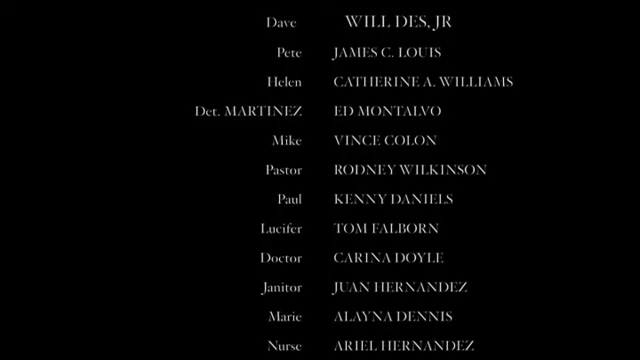 Dave WILL DES, JR
Pete JAMES C. LOUIS
Helen CATHERINE A. WILLIAMS
Det. MARTINEZ ED MONTALVO
Mike VINCE COLON
Pastor RODNEY WILKINSON
Paul KENNY DANIELS
Lucifer TOM FALBORN
Doctor CARINA DOYLE
Janitor JUAN HERNANDEZ
Marie ALAYNA DENNIS
Nurse ARIEL HERNANDEZ